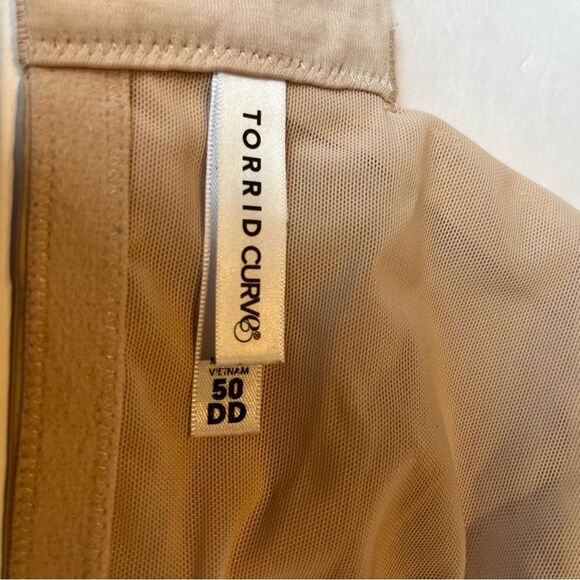 TORRID CURVE®
VIETNAM
50
DD